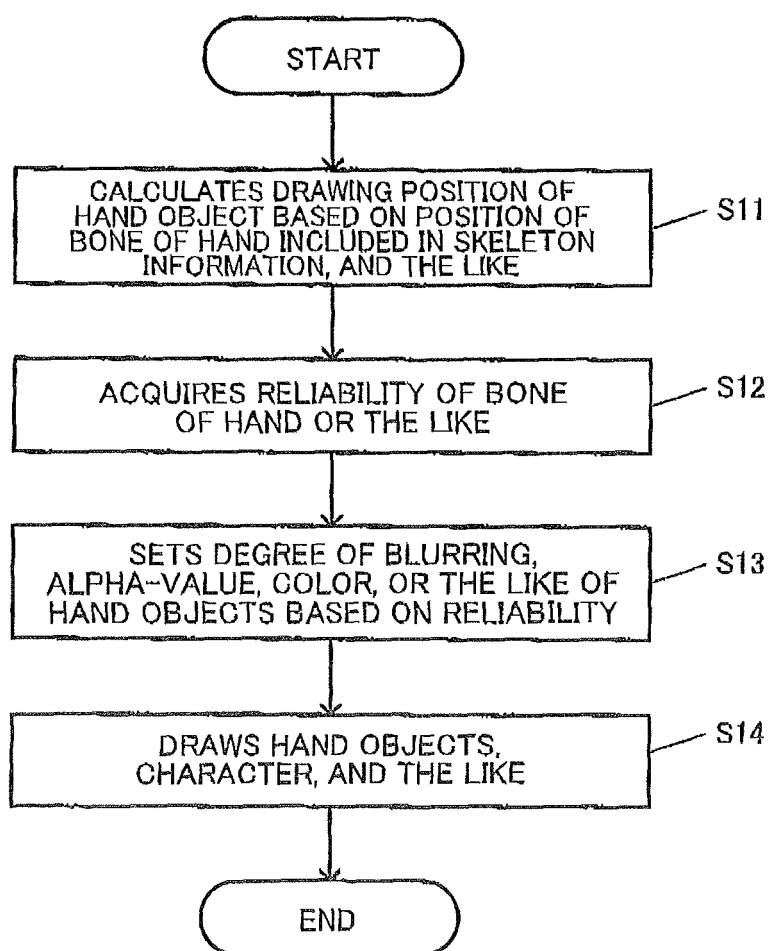 START
CALCULATES DRAWING POSITION OF
HAND OBJECT BASED ON POSITION OF
BONE OF HAND INCLUDED IN SKELETON
INFORMATION, AND THE LIKE
S11
ACQUIRES RELIABILITY OF BONE
OF HAND OR THE LIKE
S12
SETS DEGREE OF BLURRING,
ALPHA-VALUE, COLOR, OR THE LIKE OF
HAND OBJECTS BASED ON RELIABILITY
S13
DRAWS HAND OBJECTS,
CHARACTER, AND THE LIKE
S14
END